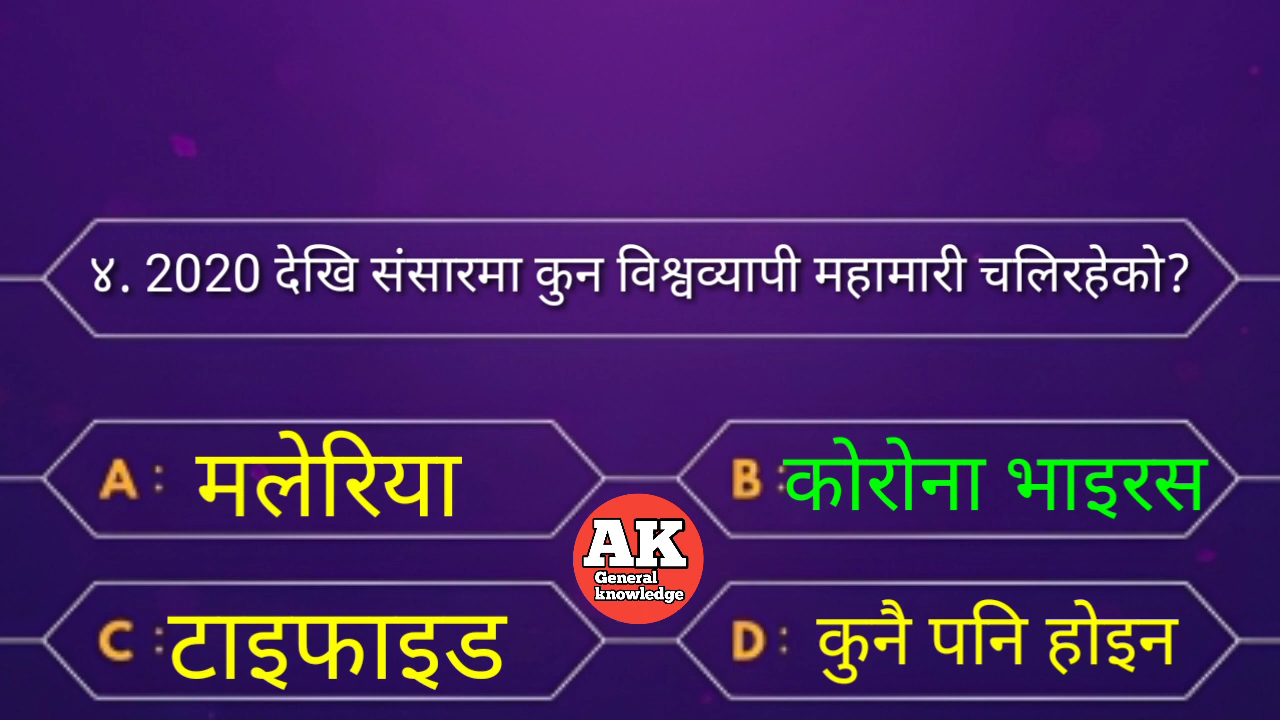 ४. 2020 देखि संसारमा कुन विश्वव्यापी महामारी चलिरहेको?
A : मलेरिया
B : कोरोना भाइरस
AK
General
knowledge
C : टाइफाइड
D : कुनै पनि होइन